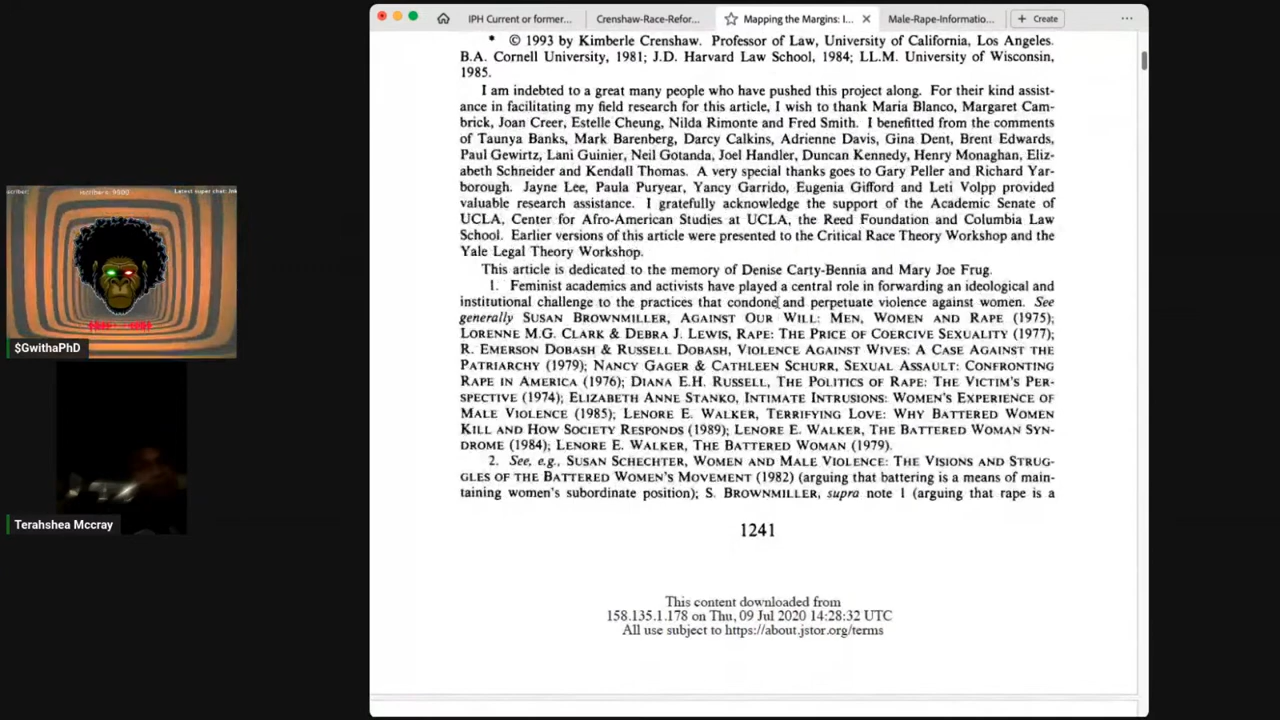 IPH Current or former...
Crenshaw-Race-Refor...
Mapping the Margins: I...
Male-Rape-Informatio...
Create
* © 1993 by Kimberle Crenshaw. Professor of Law, University of California, Los Angeles.
B.A. Cornell University, 1981; J.D. Harvard Law School, 1984; LL.M. University of Wisconsin,
1985.
I am indebted to a great many people who have pushed this project along. For their kind assist-
ance in facilitating my field research for this article, I wish to thank Maria Blanco, Margaret Cam-
brick, Joan Creer, Estelle Cheung, Nilda Rimonte and Fred Smith. I benefitted from the comments
of Taunya Banks, Mark Barenberg, Darcy Calkins, Adrienne Davis, Gina Dent, Brent Edwards,
Paul Gewirtz, Lani Guinier, Neil Gotanda, Joel Handler, Duncan Kennedy, Henry Monaghan, Eliz-
abeth Schneider and Kendall Thomas. A very special thanks goes to Gary Peller and Richard Yar-
borough. Jayne Lee, Paula Puryear, Yancy Garrido, Eugenia Gifford and Leti Volpp provided
valuable research assistance. I gratefully acknowledge the support of the Academic Senate of
UCLA, Center for Afro-American Studies at UCLA, the Reed Foundation and Columbia Law
School. Earlier versions of this article were presented to the Critical Race Theory Workshop and the
Yale Legal Theory Workshop.
This article is dedicated to the memory of Denise Carty-Bennia and Mary Joe Frug.
1. Feminist academics and activists have played a central role in forwarding an ideological and
institutional challenge to the practices that condone and perpetuate violence against women. See
generally SUSAN BROWNMILLER, AGAINST OUR WILL: MEN, WOMEN AND RAPE (1975);
LORENNE M.G. CLARK & DEBRA J. LEWIS, RAPE: THE PRICE OF COERCIVE SEXUALITY (1977);
R. EMERSON DOBASH & RUSSELL DOBASH, VIOLENCE AGAINST WIVES: A CASE AGAINST THE
PATRIARCHY (1979); NANCY GAGER & CATHLEEN SCHURR, SEXUAL ASSAULT: CONFRONTING
RAPE IN AMERICA (1976); DIANA E.H. RUSSELL, THE POLITICS OF RAPE: THE VICTIM'S PER-
SPECTIVE (1974); ELIZABETH ANNE STANKO, INTIMATE INTRUSIONS: WOMEN'S EXPERIENCE OF
MALE VIOLENCE (1985); LENORE E. WALKER, TERRIFYING LOVE: WHY BATTERED WOMEN
KILL AND HOW SOCIETY RESPONDS (1989); LENORE E. WALKER, THE BATTERED WOMAN SYN-
DROME (1984); LENORE E. WALKER, THE BATTERED WOMAN (1979).
2. See, e.g., SUSAN SCHECHTER, WOMEN AND MALE VIOLENCE: THE VISIONS AND STRUG-
GLES OF THE BATTERED WOMEN'S MOVEMENT (1982) (arguing that battering is a means of main-
taining women's subordinate position); S. BROWNMILLER, supra note 1 (arguing that rape is a
1241
This content downloaded from
158.135.1.178 on Thu, 09 Jul 2020 14:28:32 UTC
All use subject to https://about.jstor.org/terms
Latest super chat:
$GwithaPhD
Terahshea Mccray